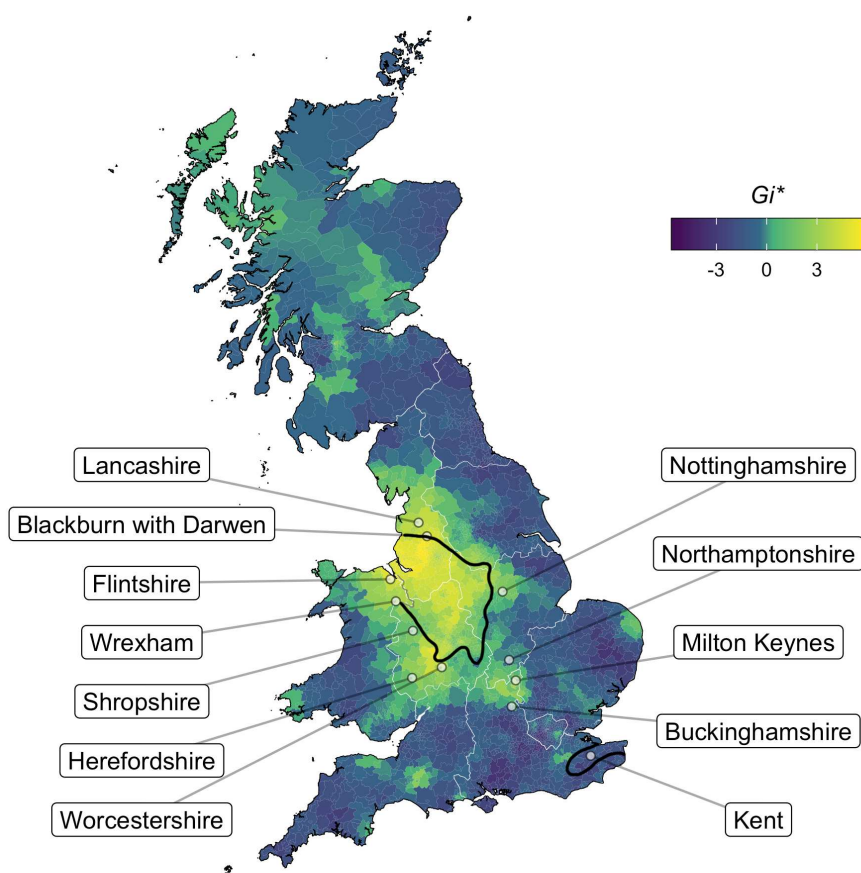 Gi*
-3 0 3
Lancashire
Nottinghamshire
Blackburn with Darwen
Northamptonshire
Flintshire
Wrexham
Milton Keynes
Shropshire
Buckinghamshire
Herefordshire
Worcestershire
Kent